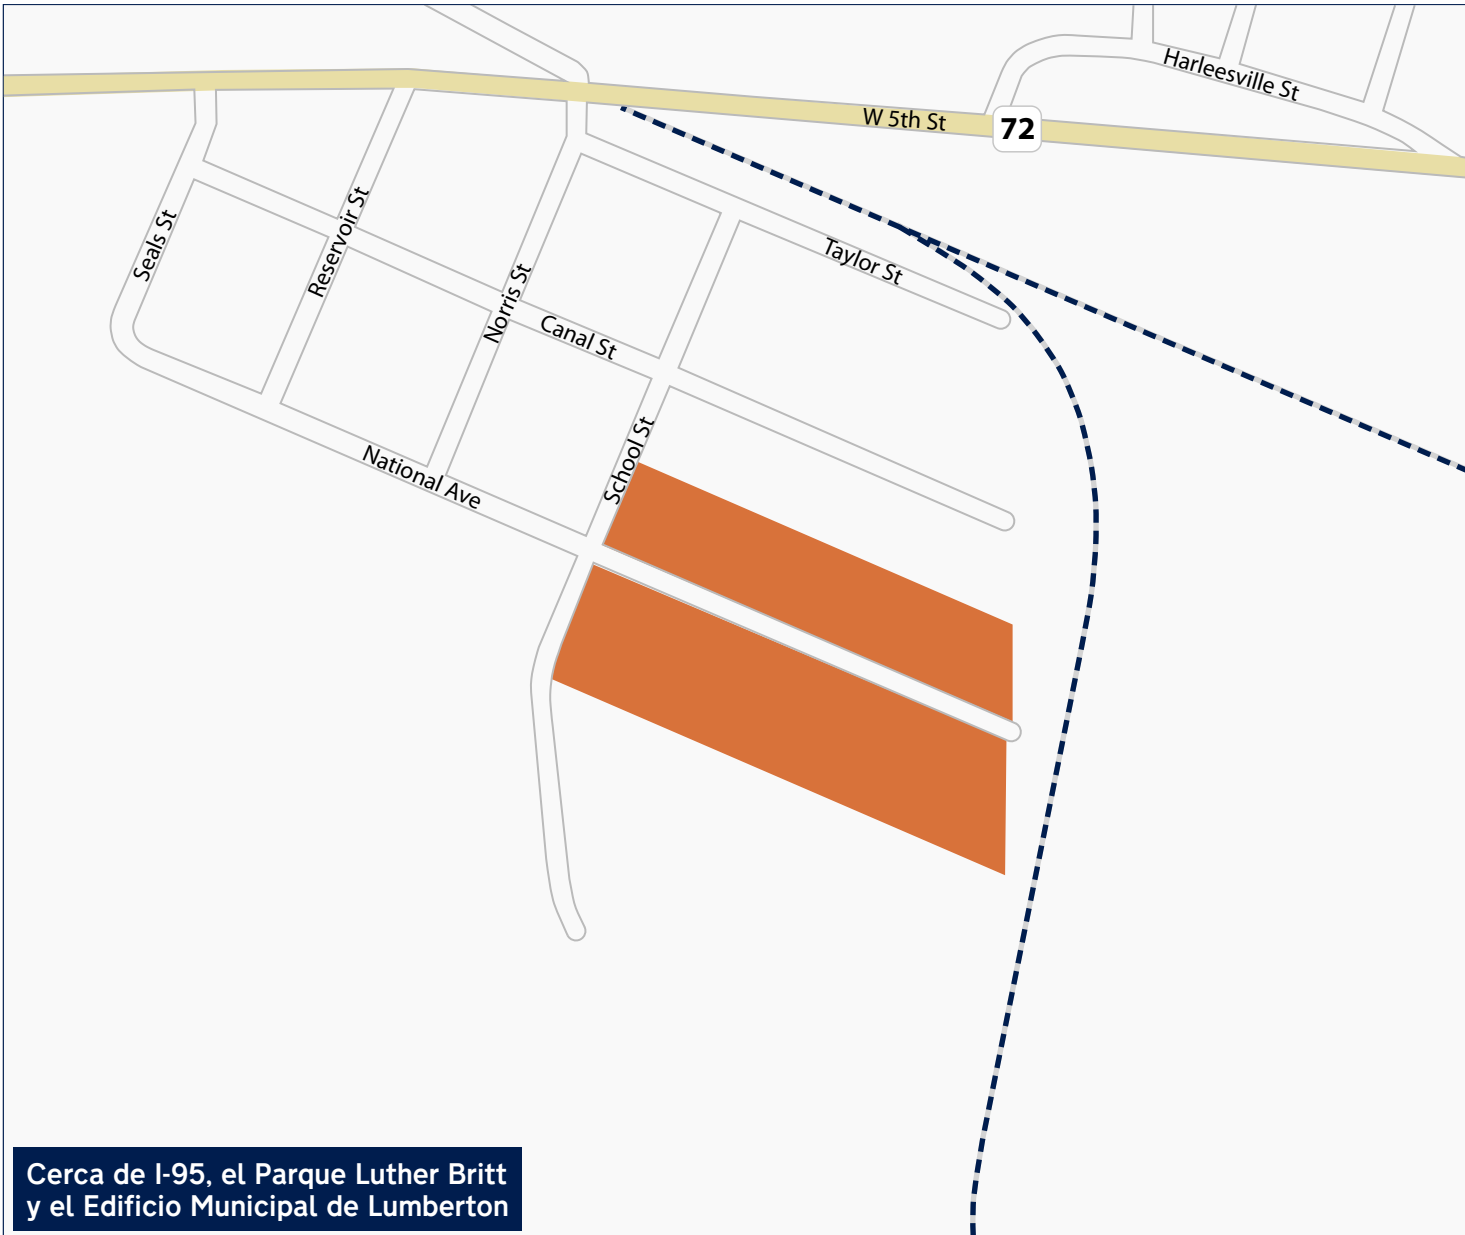 Harleesville St
W 5th St
72
Seals St
Reservoir St
Norris St
Taylor St
Canal St
School St
National Ave
Cerca de I-95, el Parque Luther Britt
y el Edificio Municipal de Lumberton